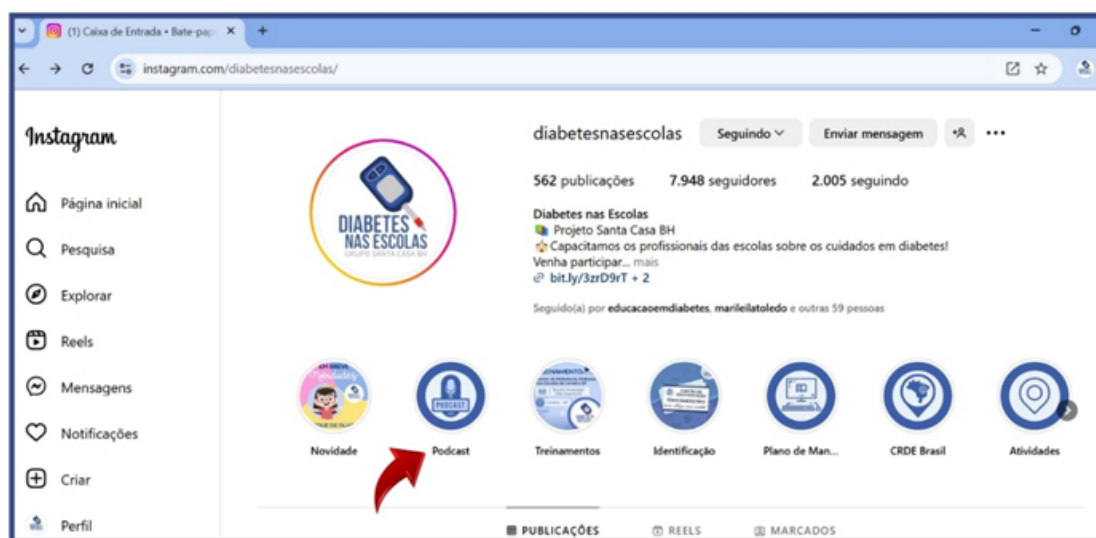 (1) Caixa de Entrada • Bate-pap
instagram.com/diabetesnasescolas/
Instagram
Página inicial
Pesquisa
Explorar
Reels
Mensagens
Notificações
Criar
Perfil
DIABETES
NAS ESCOLAS
GRUPO SANTA CASA BH
diabetesnasescolas Seguindo Enviar mensagem
562 publicações 7.948 seguidores 2.005 seguindo
Diabetes nas Escolas
Projeto Santa Casa BH
Capacitamos os profissionais das escolas sobre os cuidados em diabetes!
Venha participar... mais
bit.ly/3zrD9rT + 2
Seguido(a) por educacaoemdiabetes, marileilatoledo e outras 59 pessoas
EM BREVE
PODCAST
Novidade Podcast Treinamentos Identificação Plano de Man... CRDE Brasil Atividades
PUBLICAÇÕES REELS MARCADOS